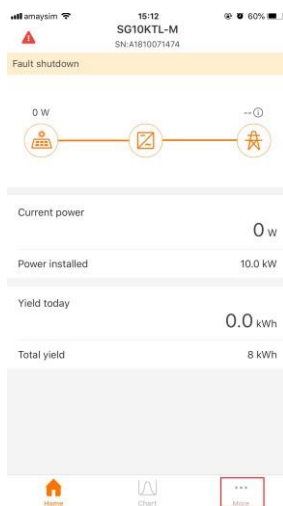 amaysim 15:12 60%
SG10KTL-M
SN:A1810071474
Fault shutdown
0 W --
Current power
0 W
Power installed 10.0 kW
Yield today
0.0 kWh
Total yield 8 kWh
Home Chart More